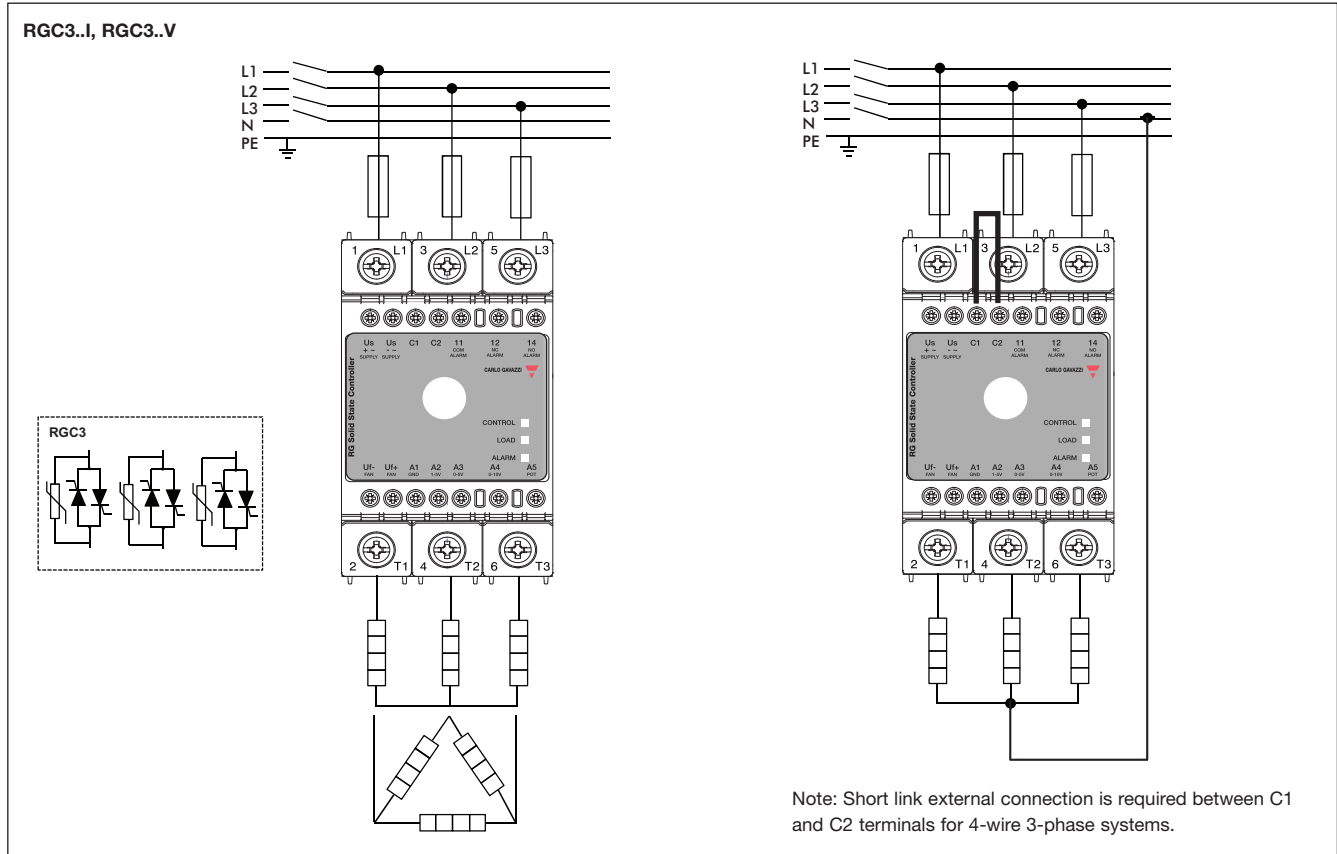 RGC3..I, RGC3..V
L1
L2
L3
N
PE
1 L1 3 L2 5 L3
Us Us C1 C2 11 12 14
+ ~ - ~ COM NC NO
SUPPLY SUPPLY ALARM ALARM ALARM
CARLO GAVAZZI
RG Solid State Controller
CONTROL
LOAD
ALARM
Uf- Uf+ A1 A2 A3 A4 A5
FAN FAN GND 1-5V 0-5V 0-10V POT
2 T1 4 T2 6 T3
RGC3
L1
L2
L3
N
PE
1 L1 3 L2 5 L3
Us Us C1 C2 11 12 14
+ ~ - ~ COM NC NO
SUPPLY SUPPLY ALARM ALARM ALARM
CARLO GAVAZZI
RG Solid State Controller
CONTROL
LOAD
ALARM
Uf- Uf+ A1 A2 A3 A4 A5
FAN FAN GND 1-5V 0-5V 0-10V POT
2 T1 4 T2 6 T3
Note: Short link external connection is required between C1
and C2 terminals for 4-wire 3-phase systems.